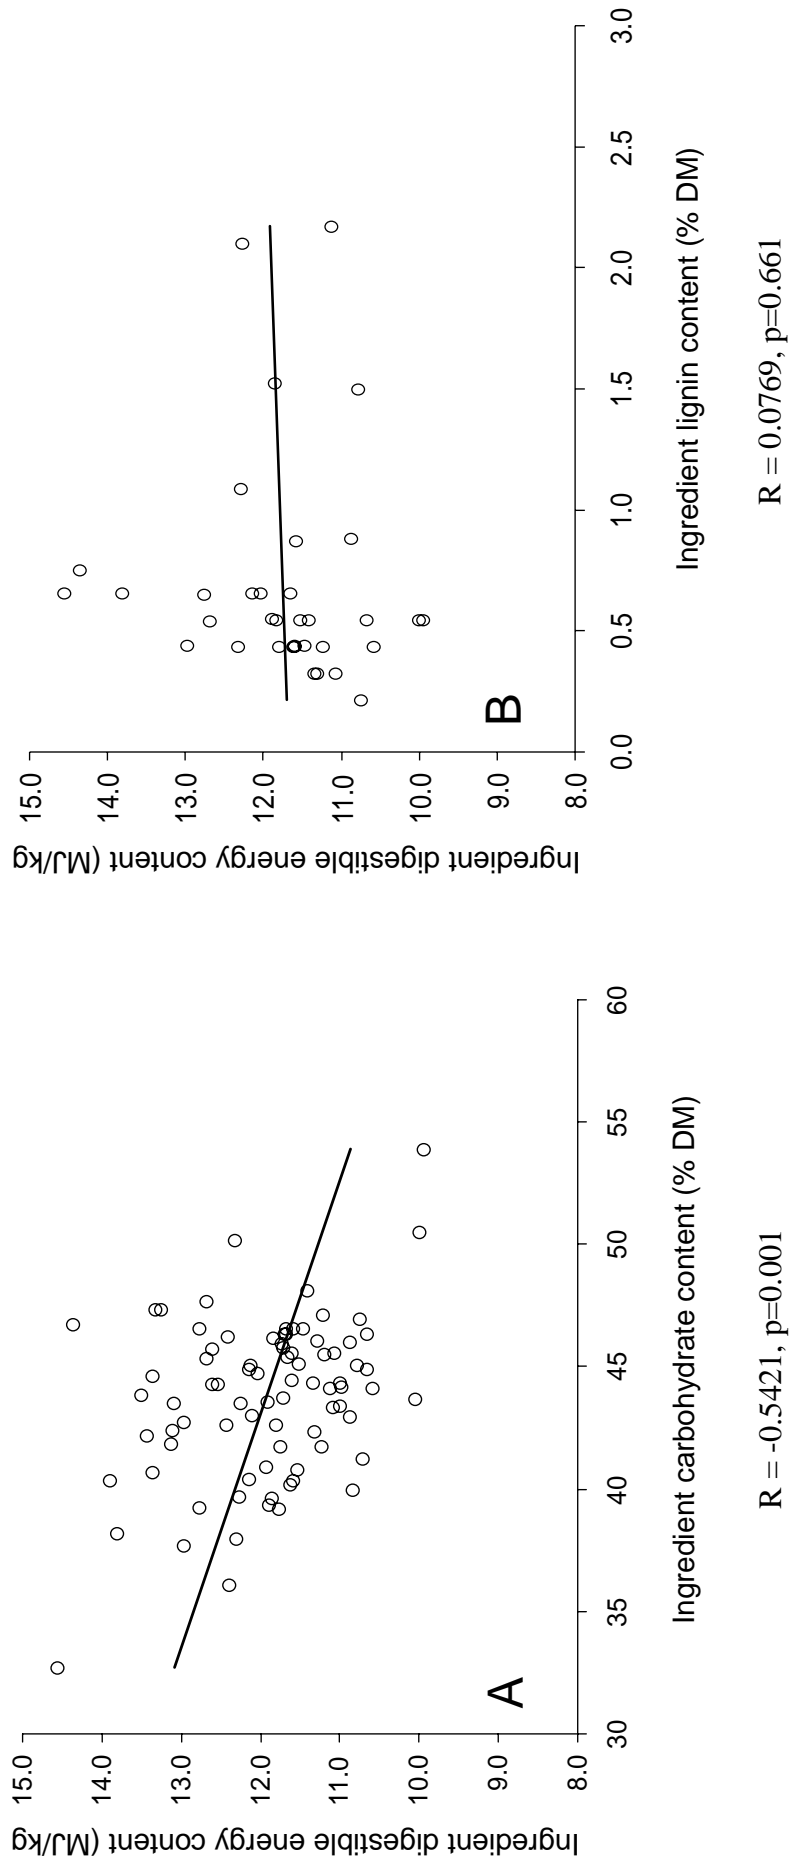 Ingredient digestible energy content (MJ/kg
15.0
14.0
13.0
12.0
11.0
10.0
9.0
8.0
A
30 35 40 45 50 55 60
Ingredient carbohydrate content (% DM)
R = -0.5421, p=0.001
Ingredient digestible energy content (MJ/kg
15.0
14.0
13.0
12.0
11.0
10.0
9.0
8.0
B
0.0 0.5 1.0 1.5 2.0 2.5 3.0
Ingredient lignin content (% DM)
R = 0.0769, p=0.661